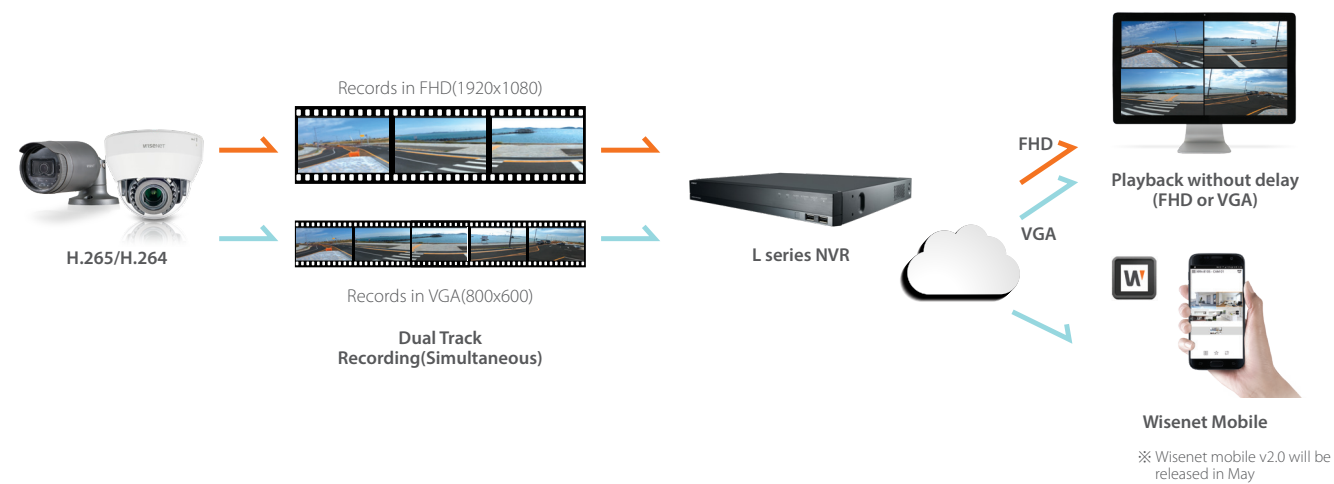 Records in FHD(1920x1080)
WISENET
H.265/H.264
Records in VGA(800x600)
Dual Track
Recording(Simultaneous)
L series NVR
FHD
VGA
Playback without delay
(FHD or VGA)
W
Wisenet Mobile
※ Wisenet mobile v2.0 will be
released in May